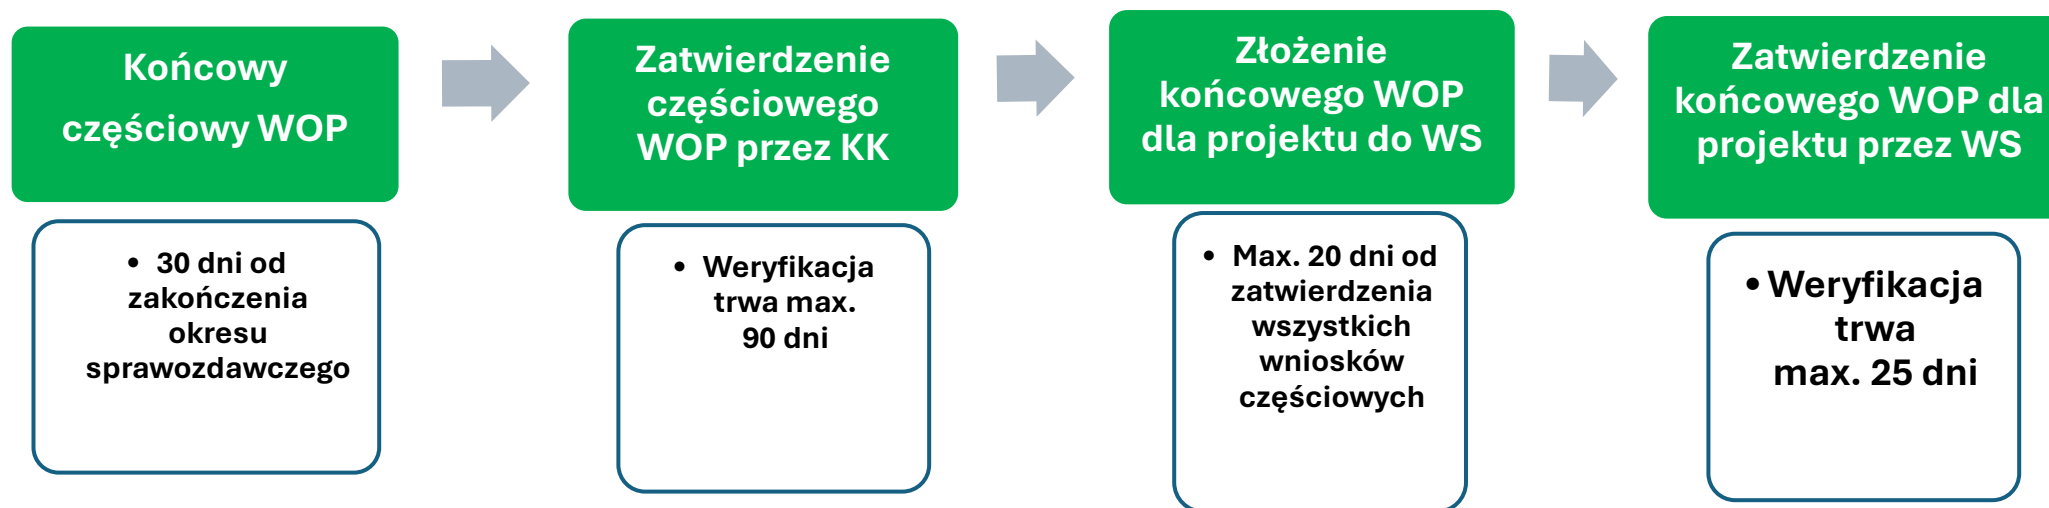 Końcowy
częściowy WOP
• 30 dni od
zakończenia
okresu
sprawozdawczego
Zatwierdzenie
częściowego
WOP przez KK
• Weryfikacja
trwa max.
90 dni
Złożenie
końcowego WOP
dla projektu do WS
• Max. 20 dni od
zatwierdzenia
wszystkich
wniosków
częściowych
Zatwierdzenie
końcowego WOP dla
projektu przez WS
• Weryfikacja
trwa
max. 25 dni